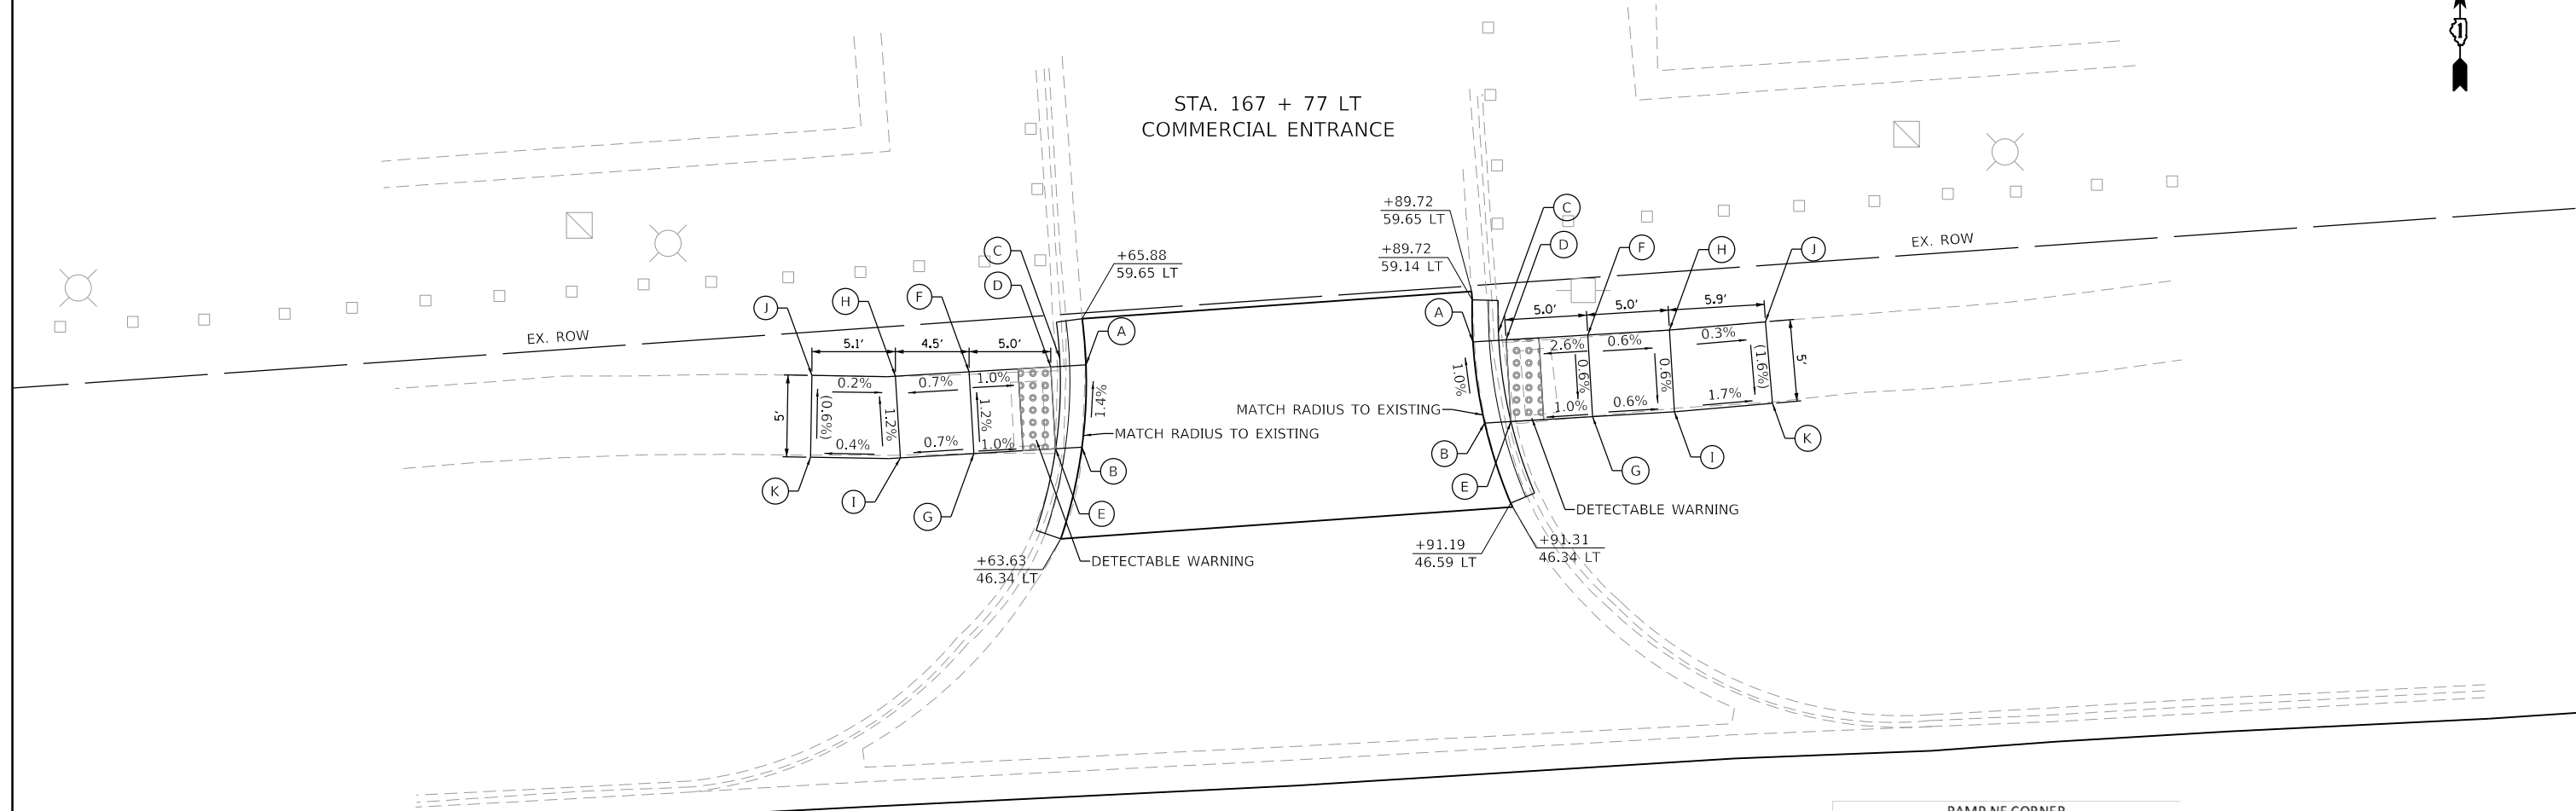 STA. 167 + 77 LT
COMMERCIAL ENTRANCE
+89.72
59.65 LT
+89.72
59.14 LT
+65.88
59.65 LT
EX. ROW
EX. ROW
C
D
F
H
J
A
C
D
F
H
J
A
5.1'
4.5'
5.0'
5.0'
5.0'
5.9'
0.2%
0.7%
1.0%
5'
(0.6%)
1.2%
1.2%
1.4%
0.4%
0.7%
1.0%
2.6%
0.6%
0.3%
1.0%
0.6%
0.6%
(1.6%)
5'
1.0%
0.6%
1.7%
MATCH RADIUS TO EXISTING
MATCH RADIUS TO EXISTING
K
I
G
B
E
B
E
G
I
K
DETECTABLE WARNING
DETECTABLE WARNING
+63.63
46.34 LT
+91.19
46.59 LT
+91.31
46.34 LT
1